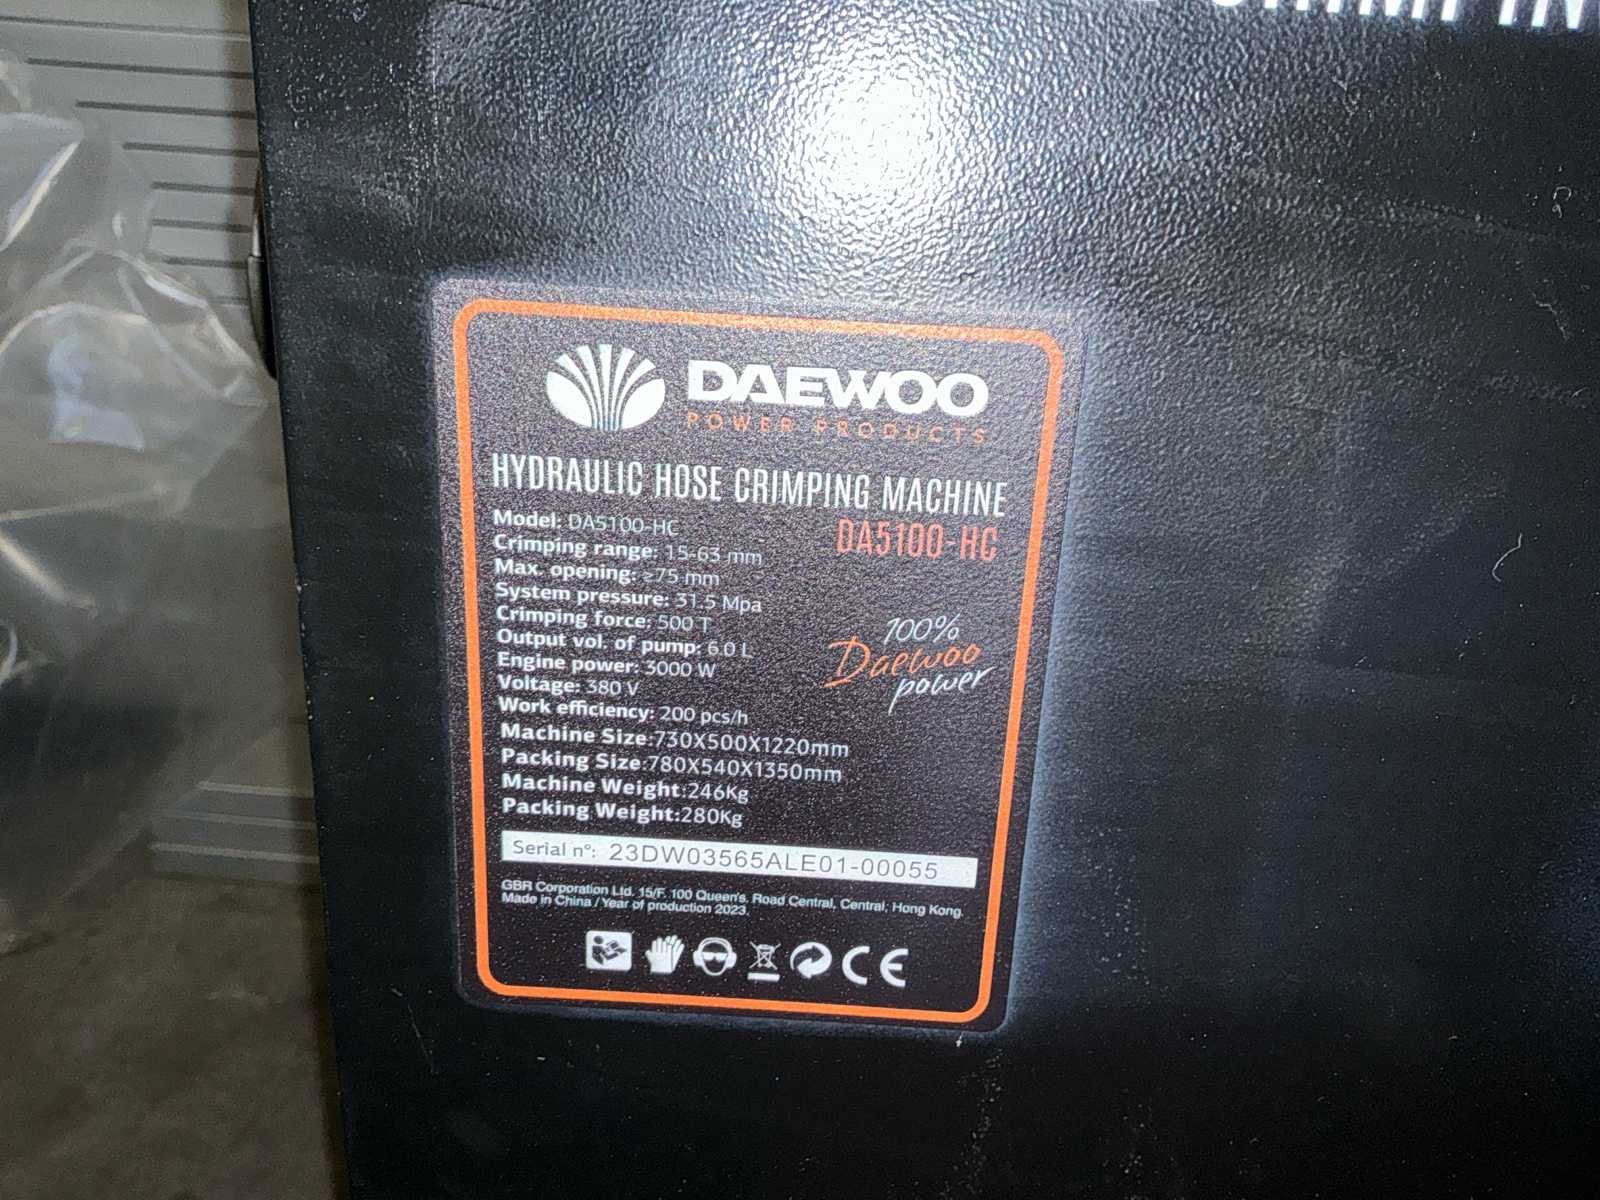 DAEWOO
POWER PRODUCTS
HYDRAULIC HOSE CRIMPING MACHINE
DA5100-HC
Model: DA5100-HC
Crimping range: 15-63 mm
Max. opening: ≥75 mm
System pressure: 31.5 Mpa
Crimping force: 500 T
Output vol. of pump: 6.0 L
Engine power: 3000 W
Voltage: 380 V
Work efficiency: 200 pcs/h
Machine Size:730X500X1220mm
Packing Size:780X540X1350mm
Machine Weight:246Kg
Packing Weight:280Kg
100%
Daewoo
power
Serial n°: 23DW03565ALE01-00055
GBR Corporation Ltd. 15/F. 100 Queen's. Road Central, Central, Hong Kong.
Made in China / Year of production 2023.
CE